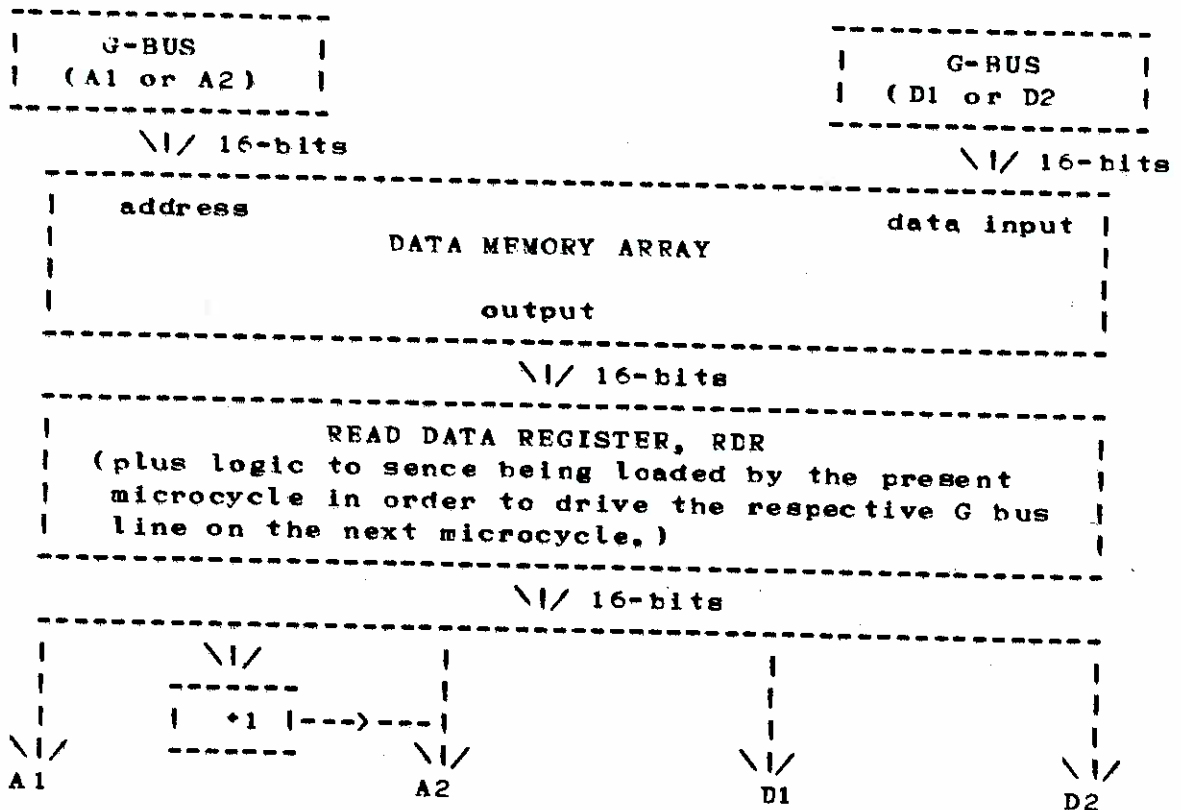 G-BUS
(A1 or A2)
G-BUS
(D1 or D2
\|/ 16-bits
\|/ 16-bits
address
data input
DATA MEMORY ARRAY
output
\|/ 16-bits
READ DATA REGISTER, RDR
(plus logic to sence being loaded by the present
microcycle in order to drive the respective G bus
line on the next microcycle.)
\|/ 16-bits
+1
A1
A2
D1
D2